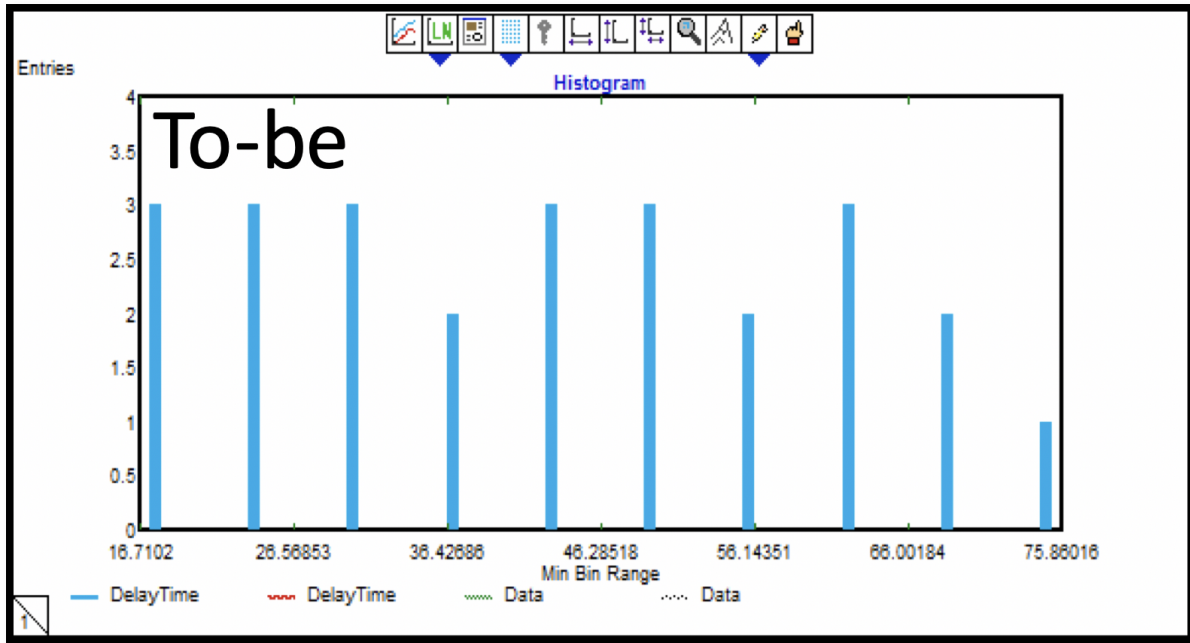 LN
Entries
Histogram
To-be
4
3.5
3
2.5
2
1.5
1
0.5
0
16.7102 26.56853 36.42686 46.28518 56.14351 66.00184 75.86016
Min Bin Range
DelayTime DelayTime Data Data
1